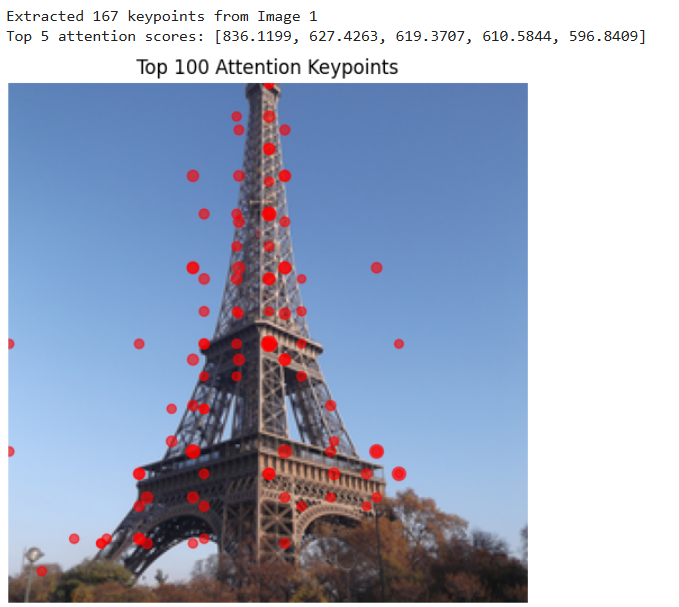 Extracted 167 keypoints from Image 1
Top 5 attention scores: [836.1199, 627.4263, 619.3707, 610.5844, 596.8409]
Top 100 Attention Keypoints